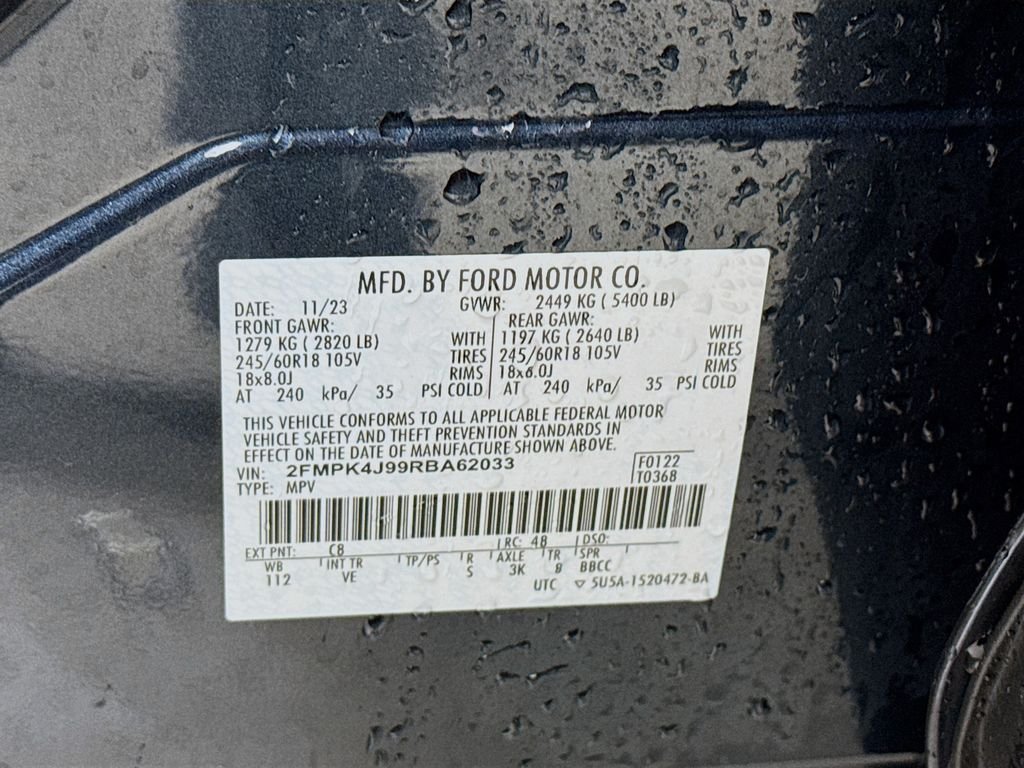 MFD. BY FORD MOTOR CO.
DATE: 11/23 GVWR: 2449 KG ( 5400 LB)
FRONT GAWR: REAR GAWR:
1279 KG ( 2820 LB) WITH 1197 KG ( 2640 LB) WITH
245/60R18 105V TIRES 245/60R18 105V TIRES
18x8.0J RIMS 18x8.0J RIMS
AT 240 kPa/ 35 PSI COLD AT 240 kPa/ 35 PSI COLD
THIS VEHICLE CONFORMS TO ALL APPLICABLE FEDERAL MOTOR
VEHICLE SAFETY AND THEFT PREVENTION STANDARDS IN
EFFECT ON THE DATE OF MANUFACTURE SHOWN ABOVE.
VIN: 2FMPK4J99RBA62033 F0122
TYPE: MPV T0368
EXT PNT: C8 RC: 48 DSO:
WB INT TR TP/PS R AXLE TR SPR
112 VE S 3K 8 BBCC
UTC ▽ 5U5A-1520472-BA